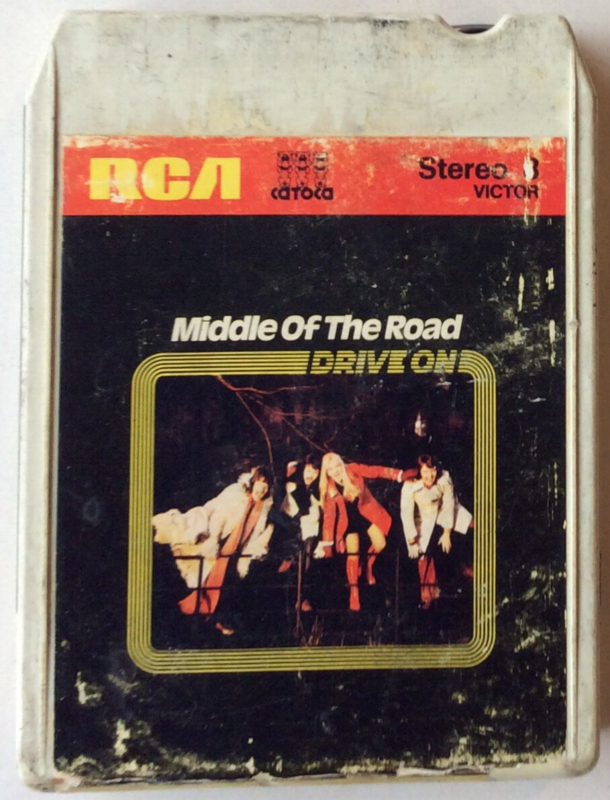 RCA
catoca
Stereo 8
VICTOR
Middle Of The Road
DRIVE ON